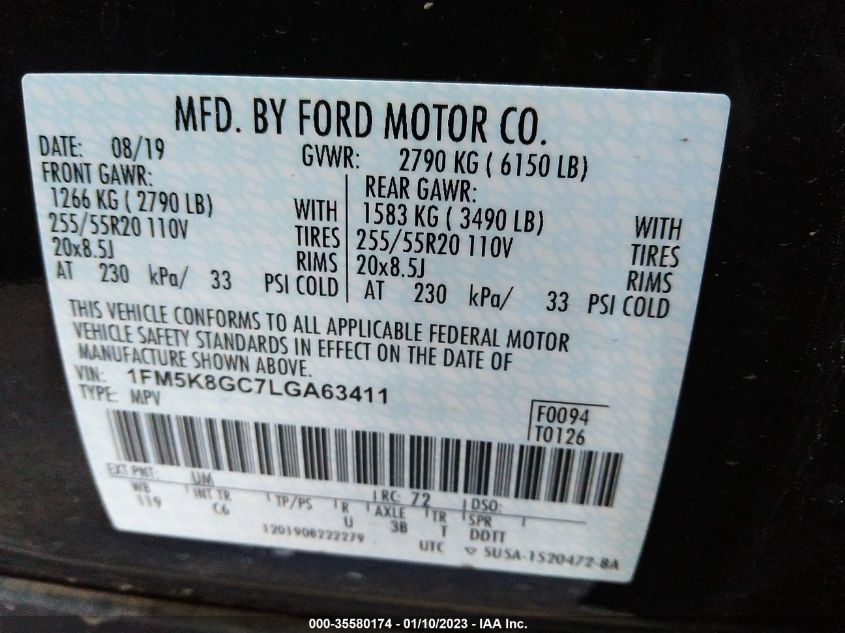 MFD. BY FORD MOTOR CO.
DATE: 08/19 GVWR: 2790 KG ( 6150 LB)
FRONT GAWR: REAR GAWR:
1266 KG ( 2790 LB) WITH 1583 KG ( 3490 LB) WITH
255/55R20 110V TIRES 255/55R20 110V TIRES
20x8.5J RIMS 20x8.5J RIMS
AT 230 kPa/ 33 PSI COLD AT 230 kPa/ 33 PSI COLD
THIS VEHICLE CONFORMS TO ALL APPLICABLE FEDERAL MOTOR
VEHICLE SAFETY STANDARDS IN EFFECT ON THE DATE OF
MANUFACTURE SHOWN ABOVE.
VIN: 1FM5K8GC7LGA63411
TYPE: MPV
F0094
T0126
EXT PNT: UM RC: 72 DSO:
WB INT TR TP/PS R AXLE TR SPR
119 C6 U 3B T DDTT
1201908222279 UTC SU5A-1520472-BA
000-35580174 - 01/10/2023 - IAA Inc.